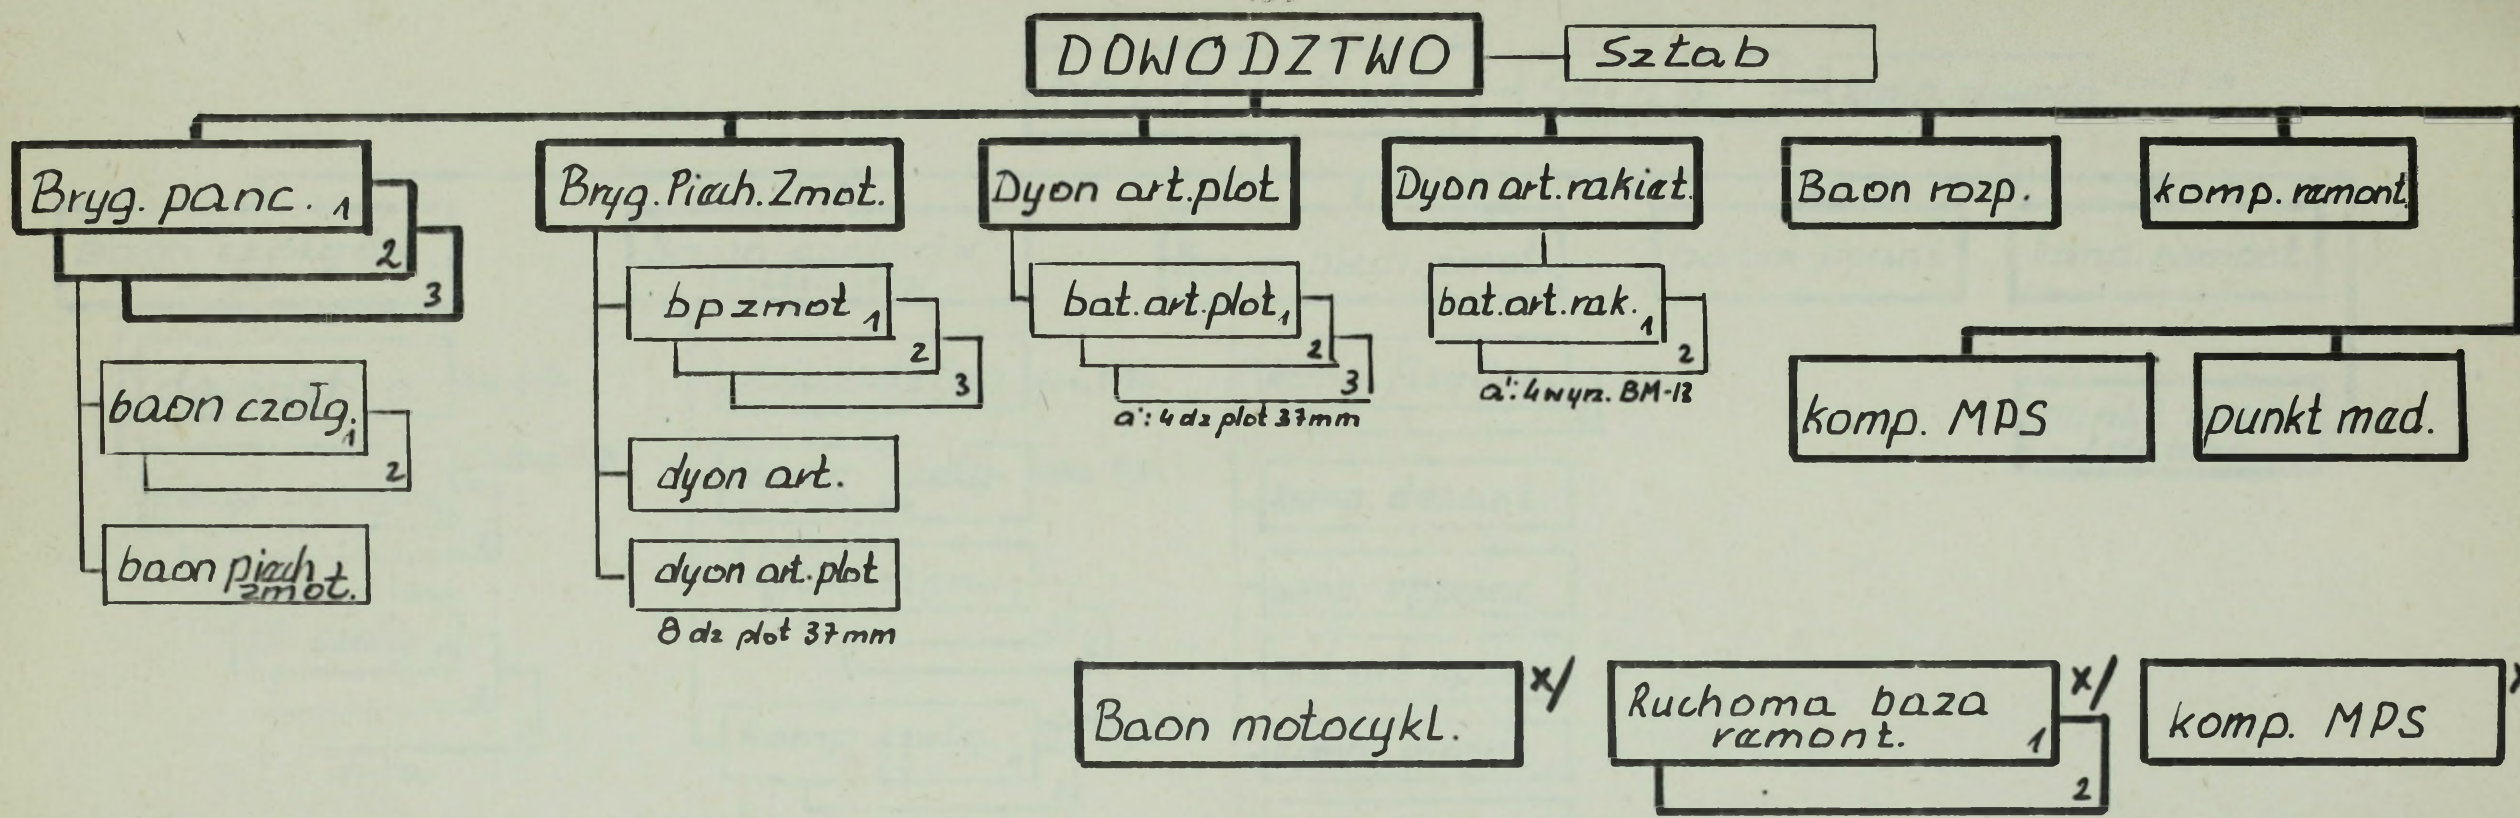 DOWODZTWO
Sztab
Bryg. panc. 1
2
3
Bryg. Piech. Zmot.
Dyon art. plot
Dyon art. rakiet.
Baon rozp.
komp. remont.
bp zmot 1
2
3
bat. art. plot. 1
2
3
a': 4 dz plot 37mm
bat. art. rak. 1
2
a': 4 wyrz. BM-13
baon czołg. 1
2
komp. MPS
punkt med.
dyon art.
baon piech
zmot.
dyon art. plot
8 dz plot 37mm
Baon motocykl. x/
Ruchoma baza
remont. 1
2
x/
komp. MPS